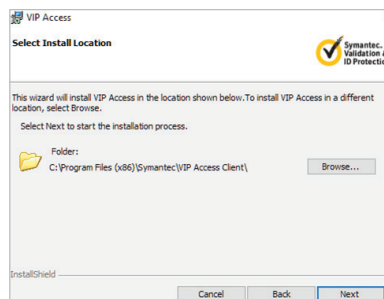 VIP Access
Select Install Location
Symantec.
Validation &
ID Protectio
This wizard will install VIP Access in the location shown below.To install VIP Access in a different
location, select Browse.
Select Next to start the installation process.
Folder:
C:\Program Files (x86)\Symantec\VIP Access Client\
Browse...
InstallShield
Cancel
Back
Next